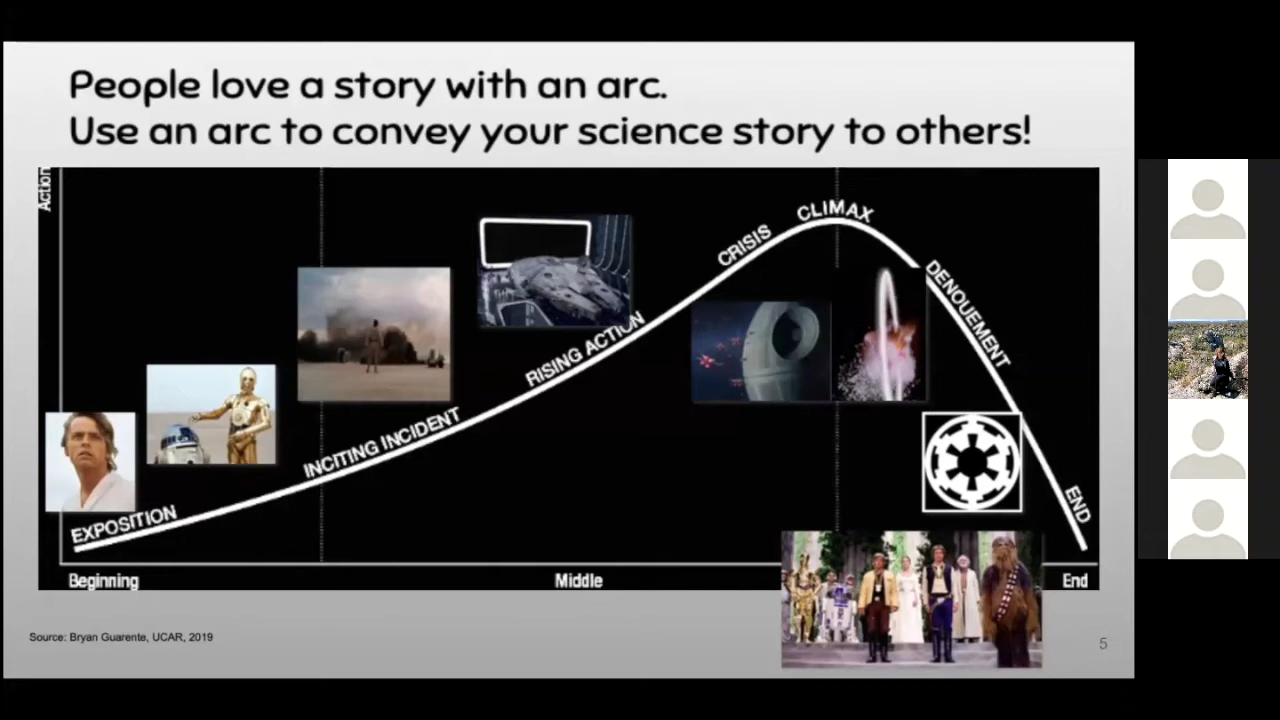 People love a story with an arc.
Use an arc to convey your science story to others!
Action
EXPOSITION
INCITING INCIDENT
RISING ACTION
CRISIS
CLIMAX
DENOUEMENT
END
Beginning
Middle
End
Source: Bryan Guarente, UCAR, 2019
5